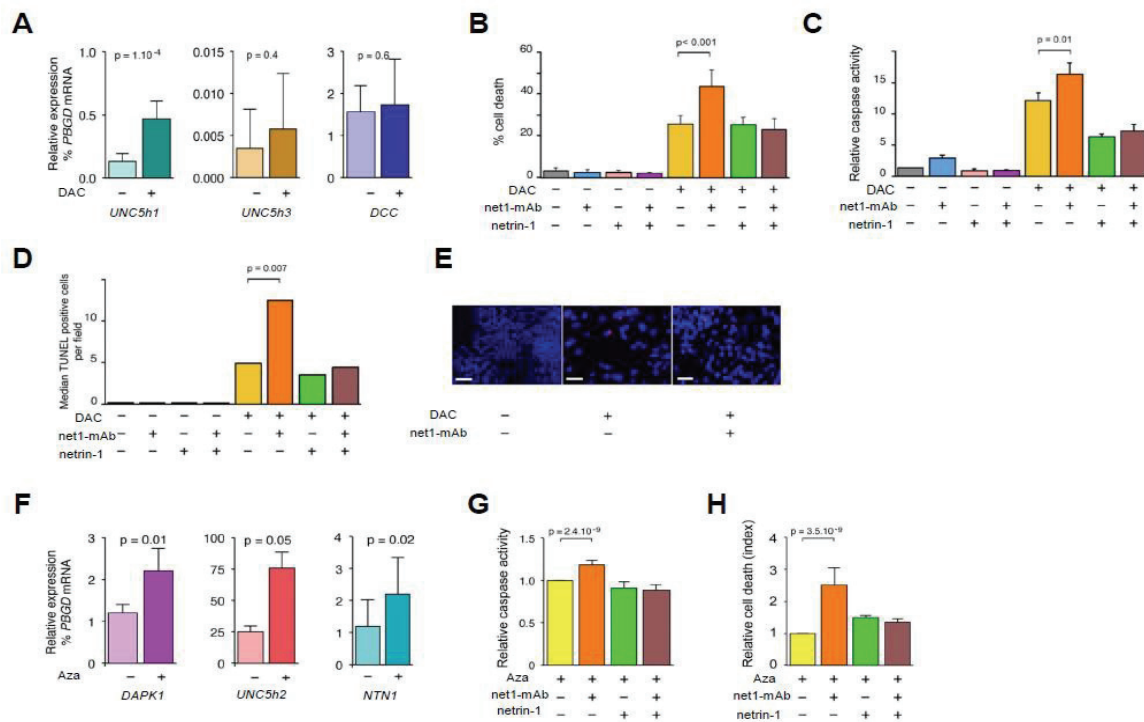 A
Relative expression
% PBGD mRNA
p = 1.10-4
1.0
0.5
0.0
DAC
– +
UNC5h1
p = 0.4
0.015
0.010
0.005
0.000
– +
UNC5h3
p = 0.6
3
2
1
0
– +
DCC
B
% cell death
p< 0.001
60
40
20
0
DAC – – – – + + + +
net1-mAb – + – + – + – +
netrin-1 – – + + – – + +
C
Relative caspase activity
p = 0.01
15
10
5
0
DAC – – – – + + + +
net1-mAb – + – + – + – +
netrin-1 – – + + – – + +
D
Median TUNEL positive cells
per field
p = 0.007
10
5
0
DAC – – – – + + + +
net1-mAb – + – + – + – +
netrin-1 – – + + – – + +
E
DAC – + +
net1-mAb – – +
F
Relative expression
% PBGD mRNA
p = 0.01
3
2
1
0
Aza
– +
DAPK1
p = 0.05
100
75
50
25
0
– +
UNC5h2
p = 0.02
4
3
2
1
0
– +
NTN1
G
Relative caspase activity
p = 2.4.10-9
1.5
1.0
0.5
0.0
Aza + + + +
net1-mAb – + – +
netrin-1 – – + +
H
Relative cell death (index)
p = 3.5.10-9
4
3
2
1
0
Aza + + + +
net1-mAb – + – +
netrin-1 – – + +